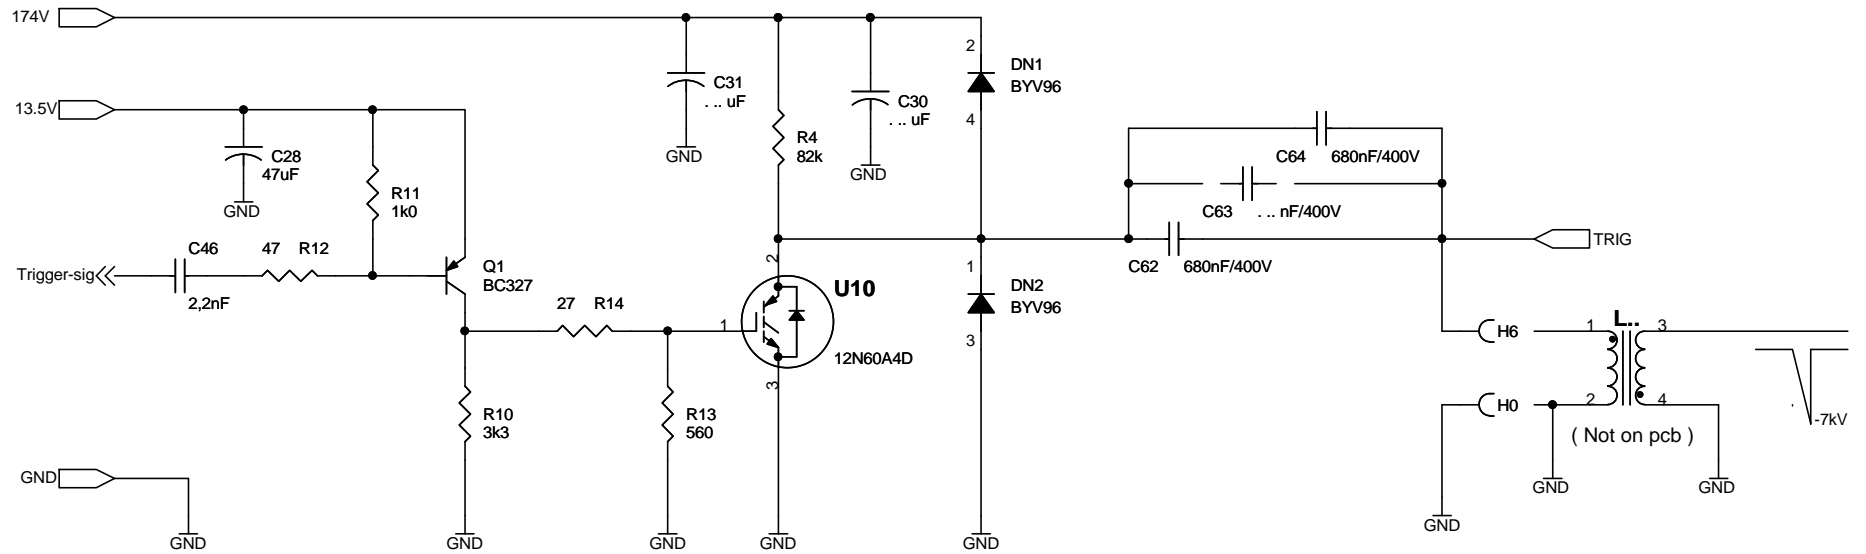 174V
13.5V
C28
47uF
GND
R11
1k0
C46
2,2nF
47 R12
Trigger-sig
Q1
BC327
27 R14
R10
3k3
GND
R13
560
GND
GND
GND
C31
. .. uF
GND
R4
82k
C30
. .. uF
GND
2
1
3
U10
12N60A4D
GND
2
DN1
BYV96
4
1
DN2
BYV96
3
GND
C64 680nF/400V
C63 . .. nF/400V
C62 680nF/400V
TRIG
H6
H0
GND
1
2
L..
3
4
( Not on pcb )
GND
GND
-7kV